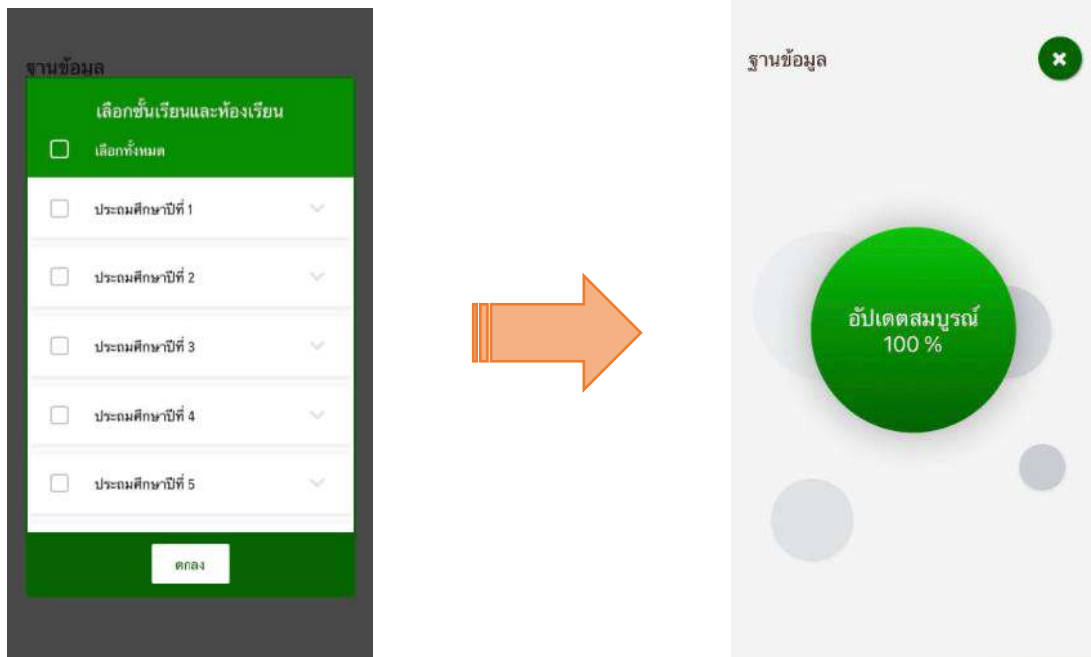 ฐานข้อมูล
เลือกชั้นเรียนและห้องเรียน
เลือกทั้งหมด
ประถมศึกษาปีที่ 1
ประถมศึกษาปีที่ 2
ประถมศึกษาปีที่ 3
ประถมศึกษาปีที่ 4
ประถมศึกษาปีที่ 5
ตกลง
ฐานข้อมูล
อัปเดตสมบูรณ์
100 %